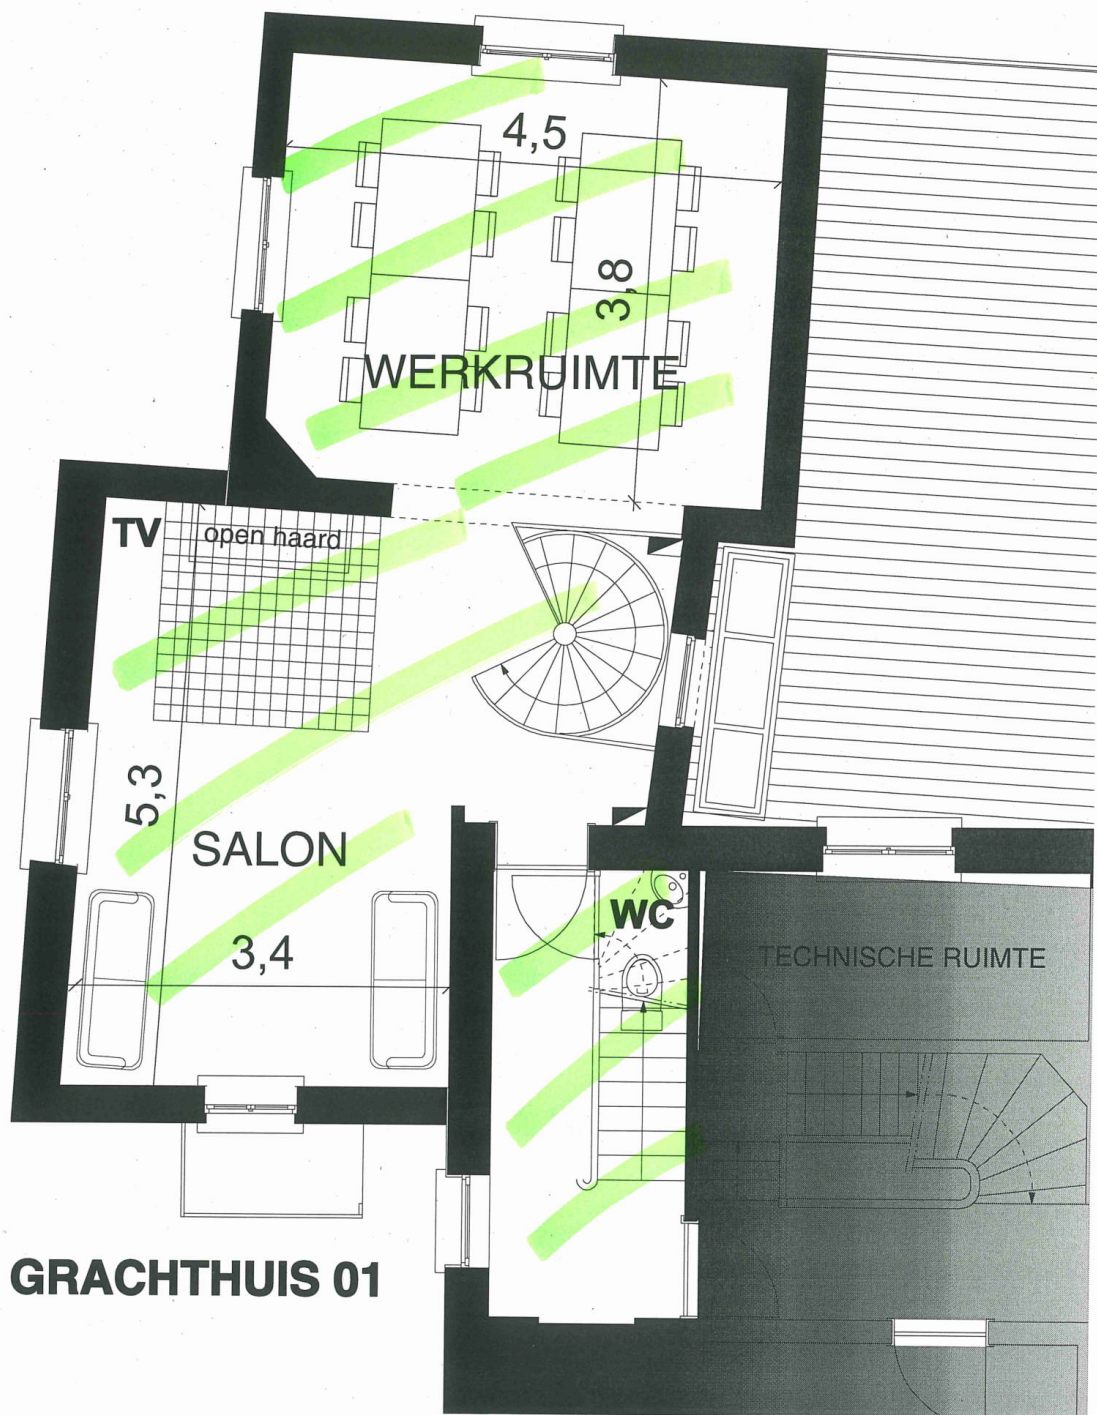 4,5
3,8
WERKRUIMTE
TV
open haard
5,3
SALON
3,4
WC
TECHNISCHE RUIMTE
GRACHTHUIS 01